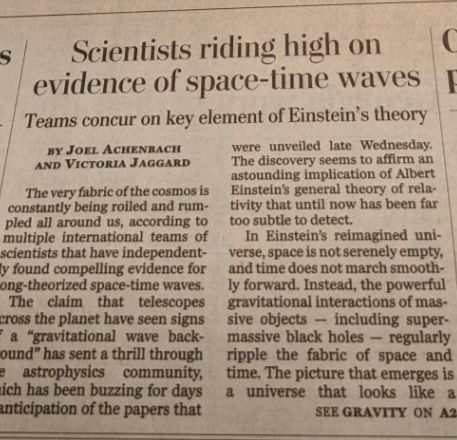 s
Scientists riding high on
evidence of space-time waves
Teams concur on key element of Einstein's theory
BY JOEL ACHENBACH
AND VICTORIA JAGGARD
The very fabric of the cosmos is
constantly being roiled and rum-
pled all around us, according to
multiple international teams of
scientists that have independent-
ly found compelling evidence for
ong-theorized space-time waves.
The claim that telescopes
cross the planet have seen signs
f a "gravitational wave back-
ound" has sent a thrill through
e astrophysics community,
ich has been buzzing for days
anticipation of the papers that
were unveiled late Wednesday.
The discovery seems to affirm an
astounding implication of Albert
Einstein's general theory of rela-
tivity that until now has been far
too subtle to detect.
In Einstein's reimagined uni-
verse, space is not serenely empty,
and time does not march smooth-
ly forward. Instead, the powerful
gravitational interactions of mas-
sive objects — including super-
massive black holes — regularly
ripple the fabric of space and
time. The picture that emerges is
a universe that looks like a
SEE GRAVITY ON A2